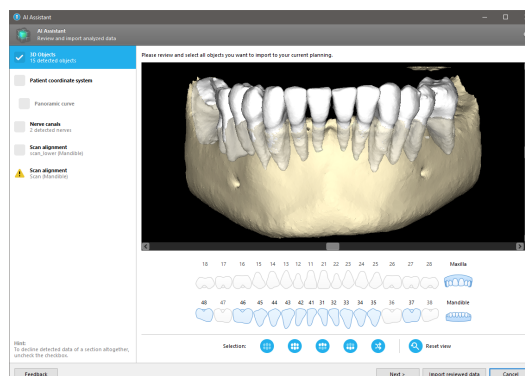 AI Assistant
AI Assistant
Review and import analyzed data
3D Objects
15 detected objects
Patient coordinate system
Panoramic curve
Nerve canals
2 detected nerves
Scan alignment
scan_lower (Mandible)
Scan alignment
Scan (Mandible)
Hint:
To decline detected data of a section altogether,
uncheck the checkbox.
Please review and select all objects you want to import to your current planning.
18 17 16 15 14 13 12 11 21 22 23 24 25 26 27 28 Maxilla
48 47 46 45 44 43 42 41 31 32 33 34 35 36 37 38 Mandible
Selection:
Reset view
Feedback
Next >
Import reviewed data
Cancel